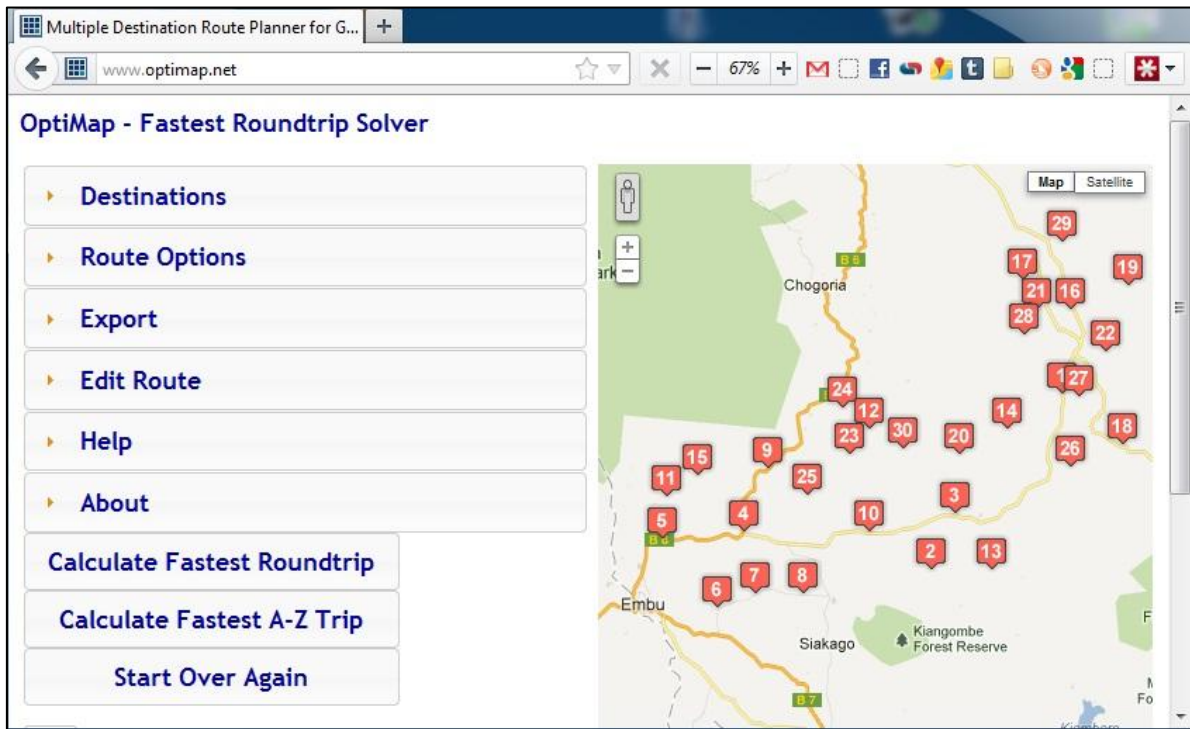 Multiple Destination Route Planner for G...
www.optimap.net
67%
OptiMap - Fastest Roundtrip Solver
Destinations
Route Options
Export
Edit Route
Help
About
Calculate Fastest Roundtrip
Calculate Fastest A-Z Trip
Start Over Again
Map Satellite
29
B 6
17
19
Chogoria
21 16
28
22
1 27
24
12
14
23 30 20
18
26
9
15
11
25
3
5
4
10
B 6
2 13
7 8
6
Embu
Kiangombe
Forest Reserve
Siakago
B 7